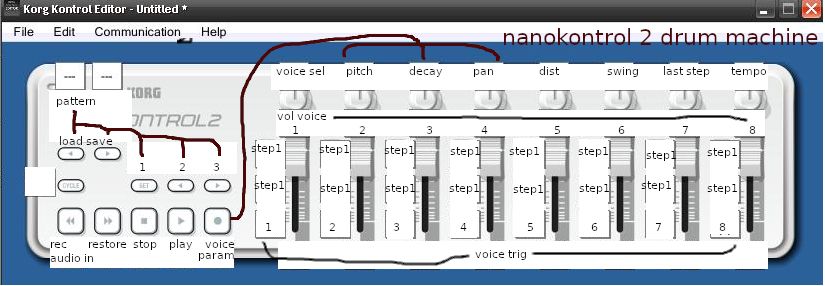 Korg Kontrol Editor - Untitled *
File Edit Communication Help
nanokontrol 2 drum machine
--- ---
voice sel pitch decay pan dist swing last step tempo
pattern
KORG
vol voice
ONTROL2
1 2 3 4 5 6 7 8
load save
step1 step1 step1 step1 step1 step1 step1 step1
1 2 3
CYCLE SET
step1 step1 step1 step1 step1 step1 step1 step1
1 2 3 4 5 6 7 8
rec restore stop play voice
audio in param
voice trig